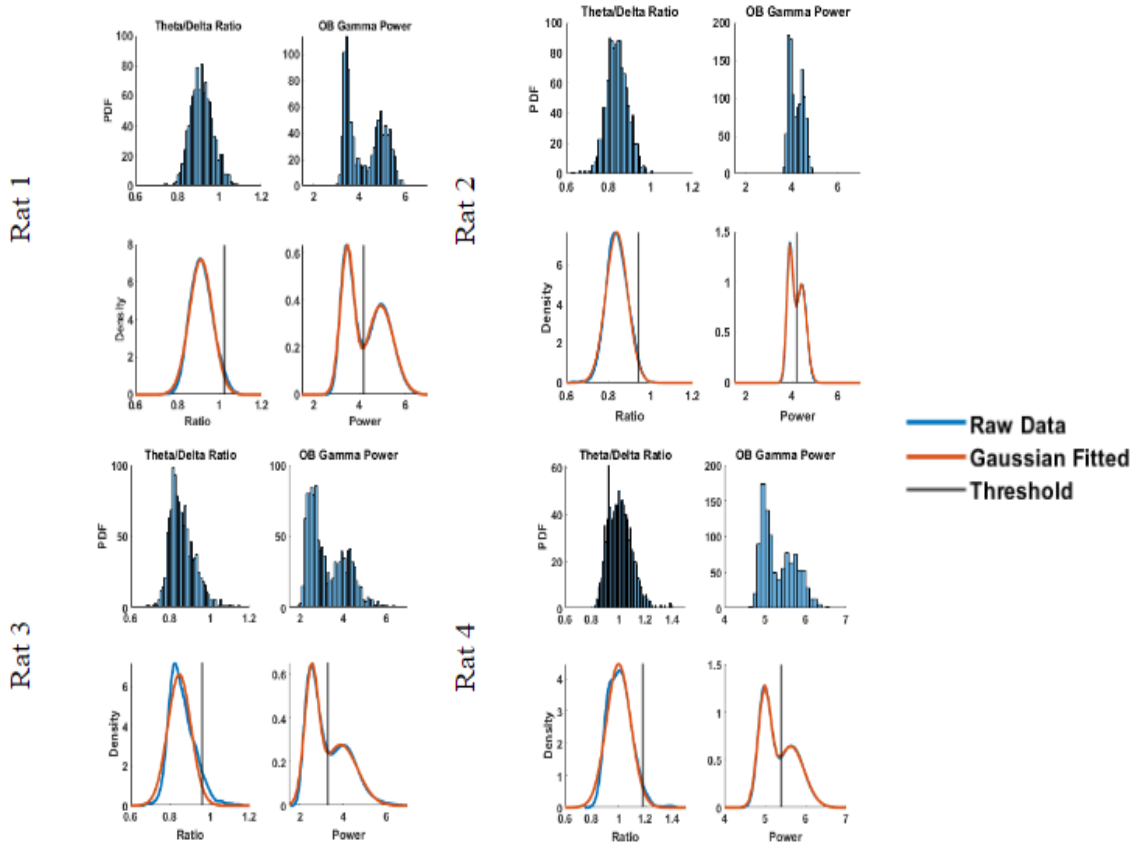 Rat 1
Theta/Delta Ratio
OB Gamma Power
PDF
100
80
60
40
20
0
0.6 0.8 1 1.2
100
50
0
2 4 6
Density
8
6
4
2
0
0.6 0.8 1 1.2
Ratio
0.6
0.4
0.2
0
2 4 6
Power
Rat 2
Theta/Delta Ratio
OB Gamma Power
PDF
100
80
60
40
20
0
0.6 0.8 1 1.2
200
150
100
50
0
2 4 6
Density
6
4
2
0
0.6 0.8 1 1.2
Ratio
1.5
1
0.5
0
2 4 6
Power
Raw Data
Gaussian Fitted
Threshold
Rat 3
Theta/Delta Ratio
OB Gamma Power
PDF
100
50
0
0.6 0.8 1 1.2
100
50
0
2 4 6
Density
6
4
2
0
0.6 0.8 1 1.2
Ratio
0.6
0.4
0.2
0
2 4 6
Power
Rat 4
Theta/Delta Ratio
OB Gamma Power
PDF
60
40
20
0
0.6 0.8 1 1.2 1.4
200
150
100
50
0
4 5 6 7
Density
4
3
2
1
0
0.6 0.8 1 1.2 1.4
Ratio
1.5
1
0.5
0
4 5 6 7
Power